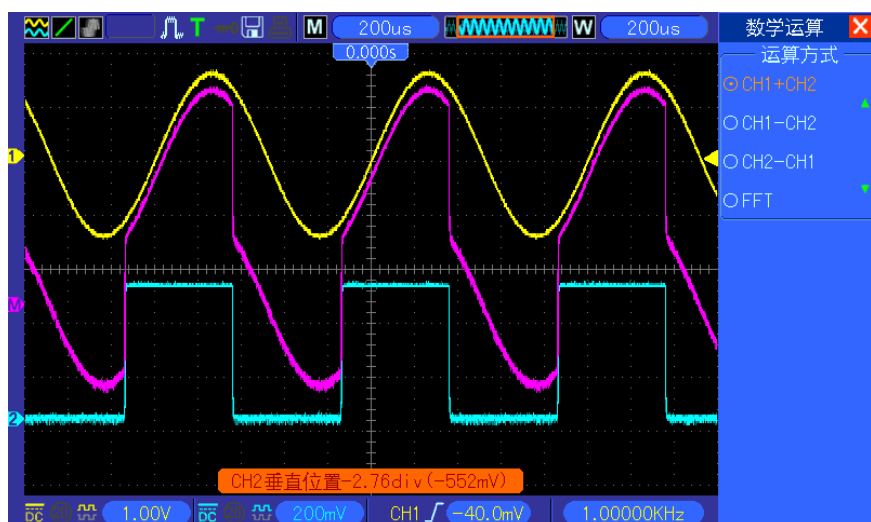 T M 200us W 200us 数学运算
0.000s
运算方式
CH1+CH2
CH1-CH2
CH2-CH1
FFT
1
M
2
CH2垂直位置-2.76div(-552mV)
DC 1.00V DC 200mV CH1 -40.0mV 1.00000KHz